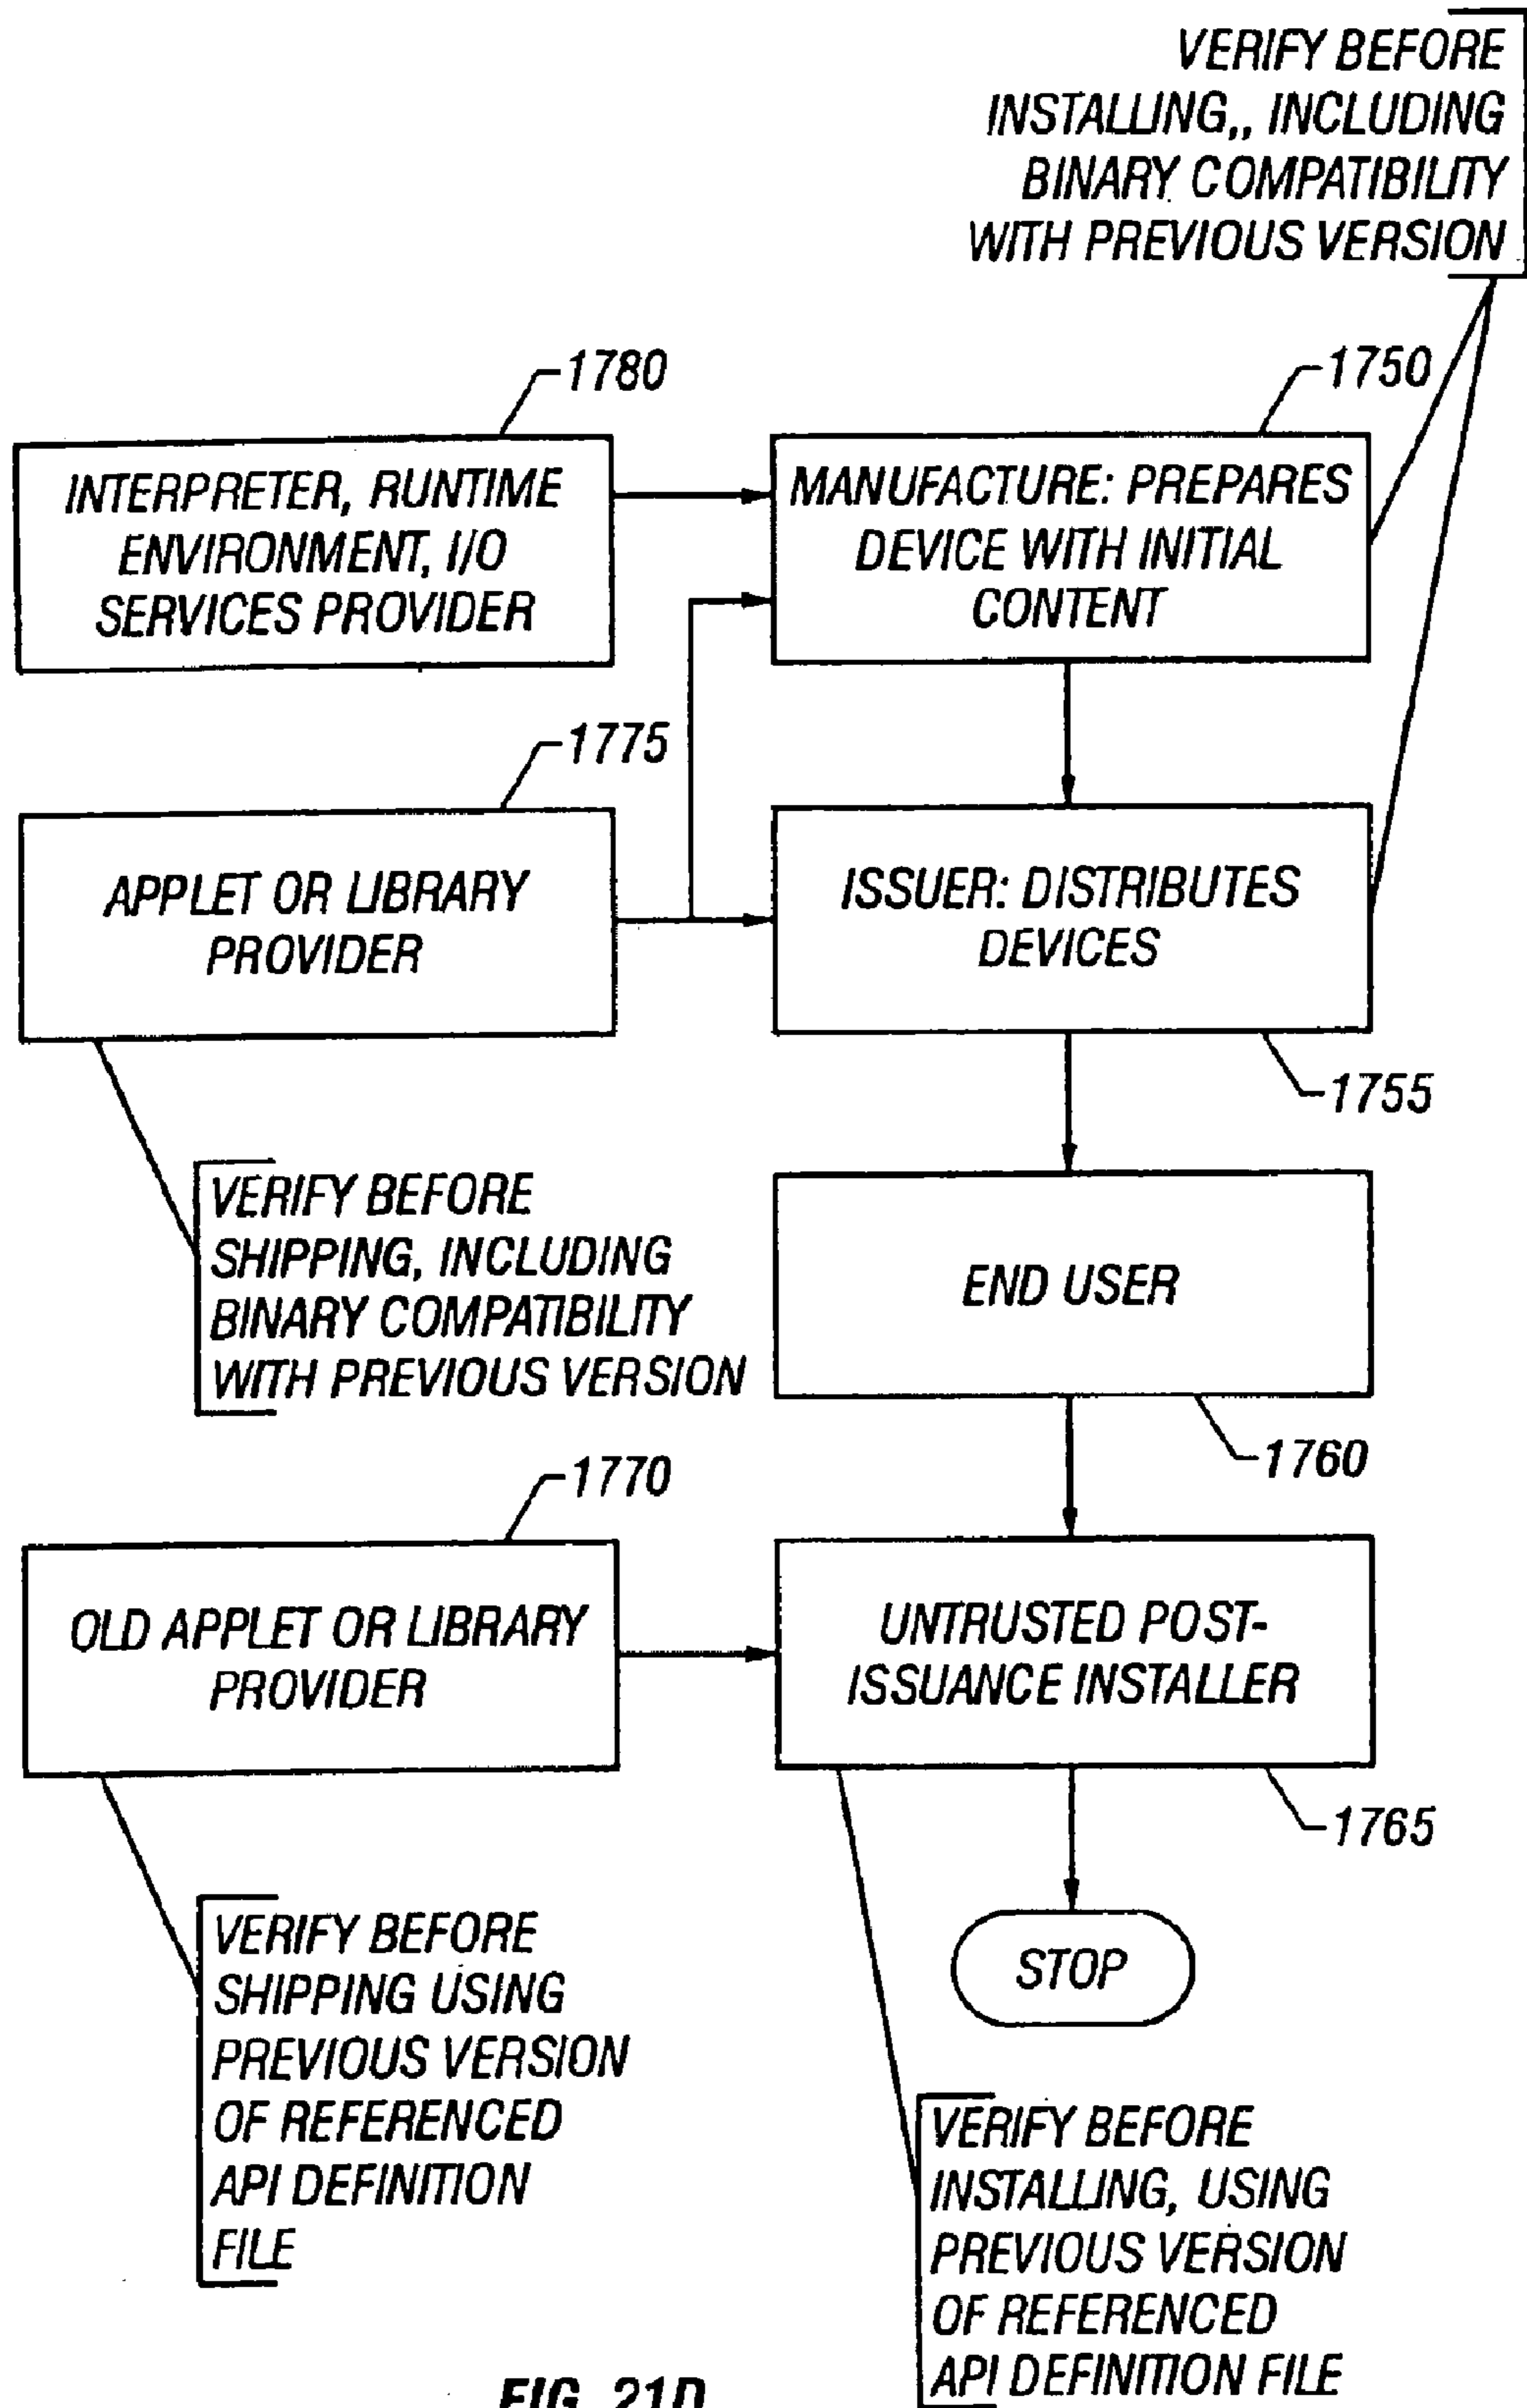 VERIFY BEFORE
INSTALLING,, INCLUDING
BINARY COMPATIBILITY
WITH PREVIOUS VERSION
1780
1750
INTERPRETER, RUNTIME
ENVIRONMENT, I/O
SERVICES PROVIDER
MANUFACTURE: PREPARES
DEVICE WITH INITIAL
CONTENT
1775
APPLET OR LIBRARY
PROVIDER
ISSUER: DISTRIBUTES
DEVICES
1755
VERIFY BEFORE
SHIPPING, INCLUDING
BINARY COMPATIBILITY
WITH PREVIOUS VERSION
END USER
1760
1770
OLD APPLET OR LIBRARY
PROVIDER
UNTRUSTED POST-
ISSUANCE INSTALLER
1765
STOP
VERIFY BEFORE
SHIPPING USING
PREVIOUS VERSION
OF REFERENCED
API DEFINITION
FILE
VERIFY BEFORE
INSTALLING, USING
PREVIOUS VERSION
OF REFERENCED
API DEFINITION FILE
FIG. 21D